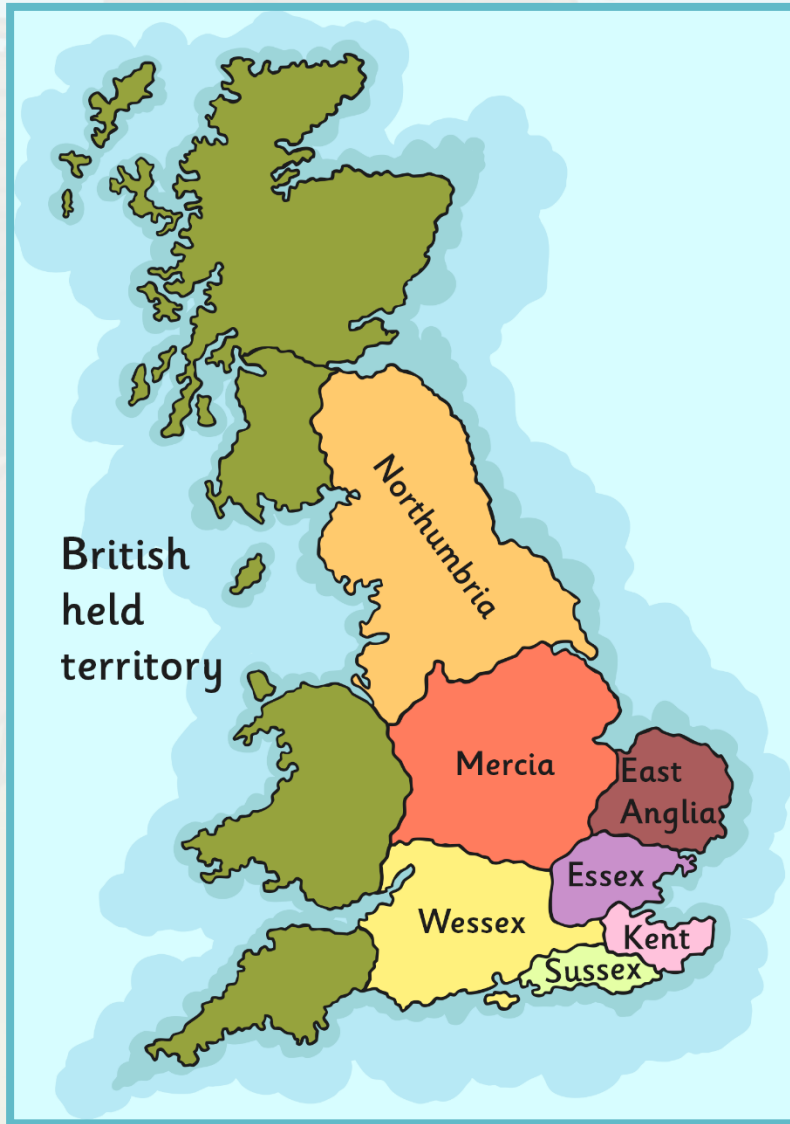 Northumbria
British
held
territory
Mercia
East
Anglia
Essex
Wessex
Kent
Sussex